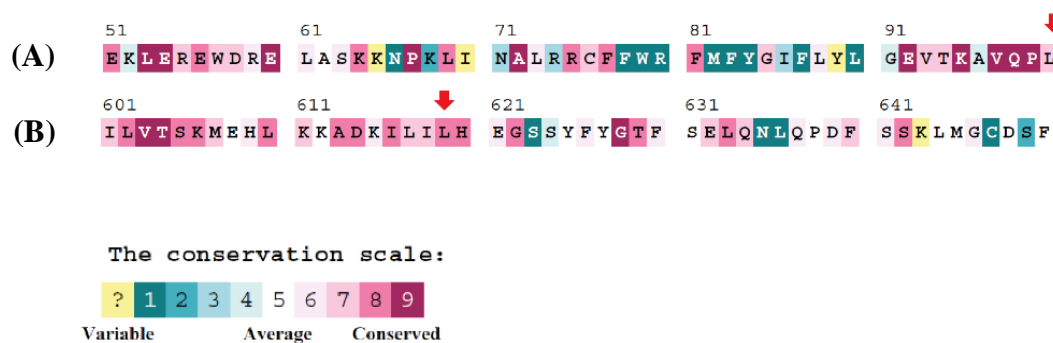 51 61 71 81 91
(A) EKLEREWDRE LASKKNPKLI NALRRCFFWR FMFYGIFLYL GEVTKAVQPL
601 611 621 631 641
(B) ILVTSKMEHL KKADKILILH EGSSYFYGTF SELQNLQPDF SSKLMGCDSF
The conservation scale:
? 1 2 3 4 5 6 7 8 9
Variable Average Conserved